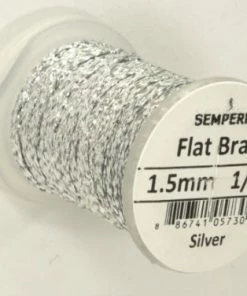 SEMPERF
Flat Bra
1.5mm 1/
8 86741 05730
Silver